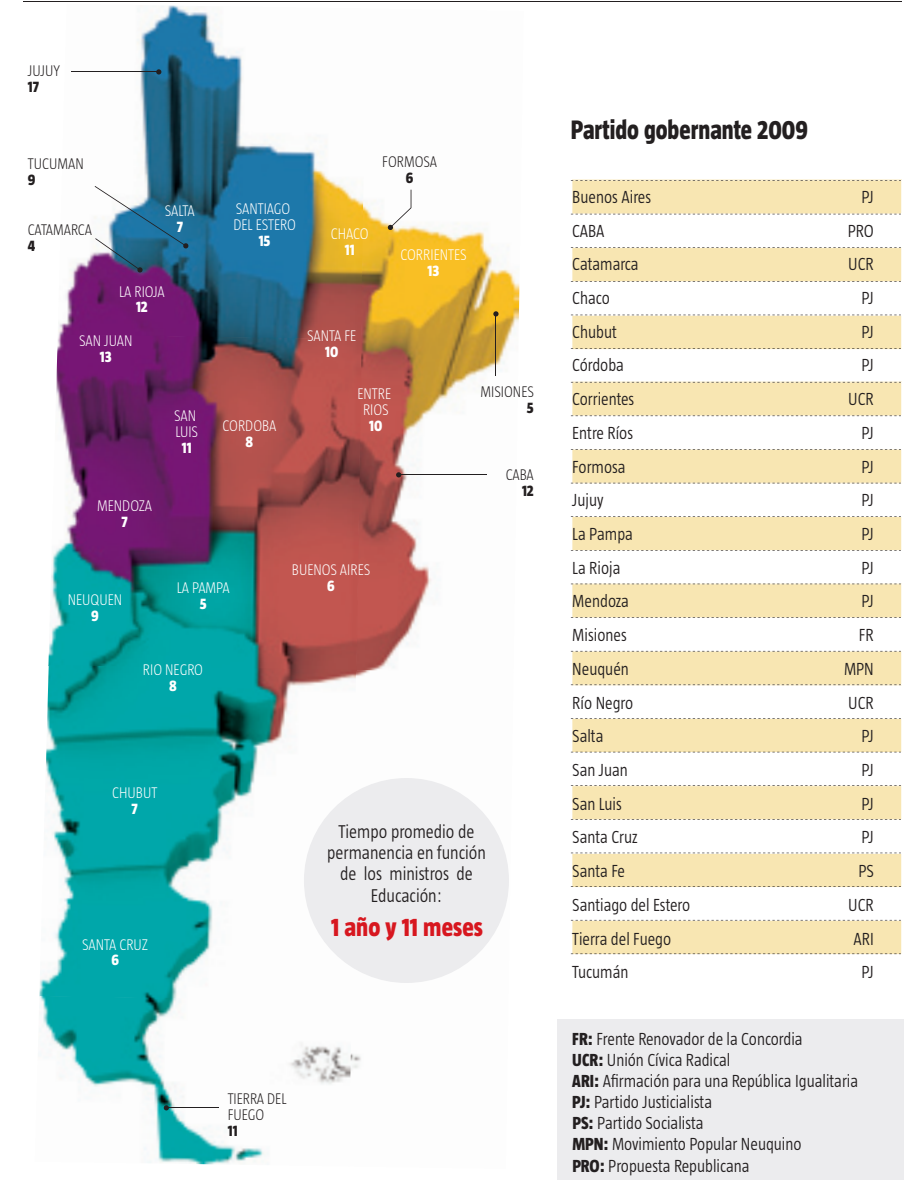 JUJUY
17
TUCUMAN
9
CATAMARCA
4
SALTA
7
SANTIAGO
DEL ESTERO
15
FORMOSA
6
CHACO
11
CORRIENTES
13
LA RIOJA
12
SAN JUAN
13
SANTA FE
10
MISIONES
5
ENTRE
RIOS
10
SAN
LUIS
11
CORDOBA
8
CABA
12
MENDOZA
7
BUENOS AIRES
6
LA PAMPA
5
NEUQUEN
9
RIO NEGRO
8
CHUBUT
7
SANTA CRUZ
6
TIERRA DEL
FUEGO
11
Tiempo promedio de
permanencia en función
de los ministros de
Educación:
1 año y 11 meses
Partido gobernante 2009
Buenos Aires PJ
CABA PRO
Catamarca UCR
Chaco PJ
Chubut PJ
Córdoba PJ
Corrientes UCR
Entre Ríos PJ
Formosa PJ
Jujuy PJ
La Pampa PJ
La Rioja PJ
Mendoza PJ
Misiones FR
Neuquén MPN
Río Negro UCR
Salta PJ
San Juan PJ
San Luis PJ
Santa Cruz PJ
Santa Fe PS
Santiago del Estero UCR
Tierra del Fuego ARI
Tucumán PJ
FR: Frente Renovador de la Concordia
UCR: Unión Cívica Radical
ARI: Afirmación para una República Igualitaria
PJ: Partido Justicialista
PS: Partido Socialista
MPN: Movimiento Popular Neuquino
PRO: Propuesta Republicana